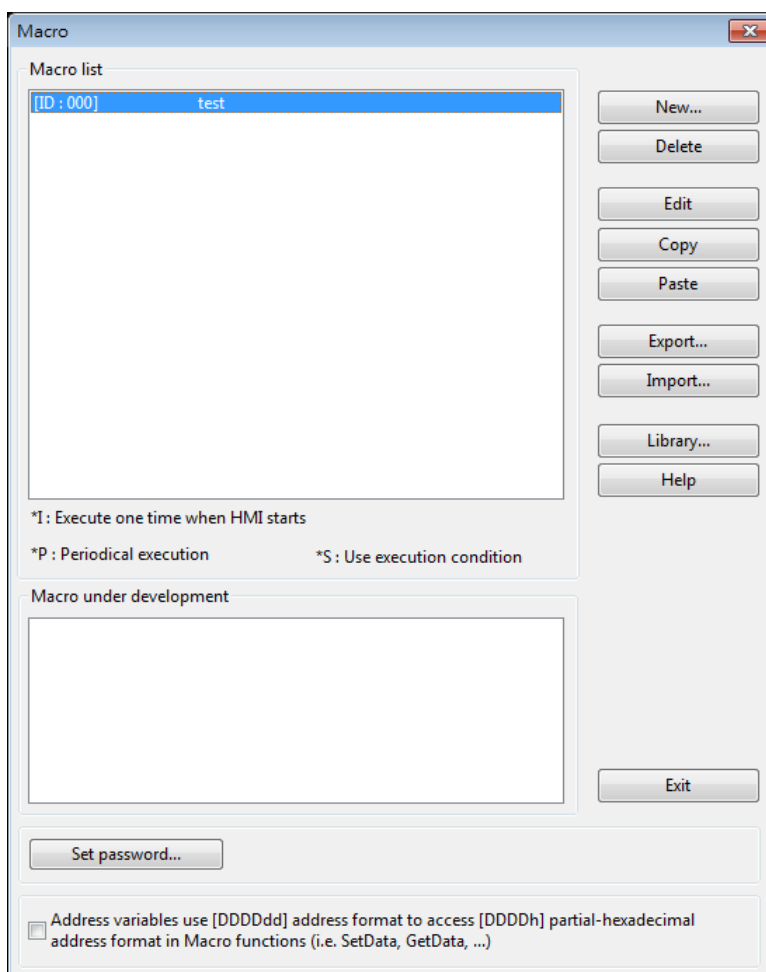 Macro
Macro list
[ID : 000] test
New...
Delete
Edit
Copy
Paste
Export...
Import...
Library...
Help
*I : Execute one time when HMI starts
*P : Periodical execution *S : Use execution condition
Macro under development
Exit
Set password...
Address variables use [DDDDdd] address format to access [DDDDh] partial-hexadecimal
address format in Macro functions (i.e. SetData, GetData, ...)